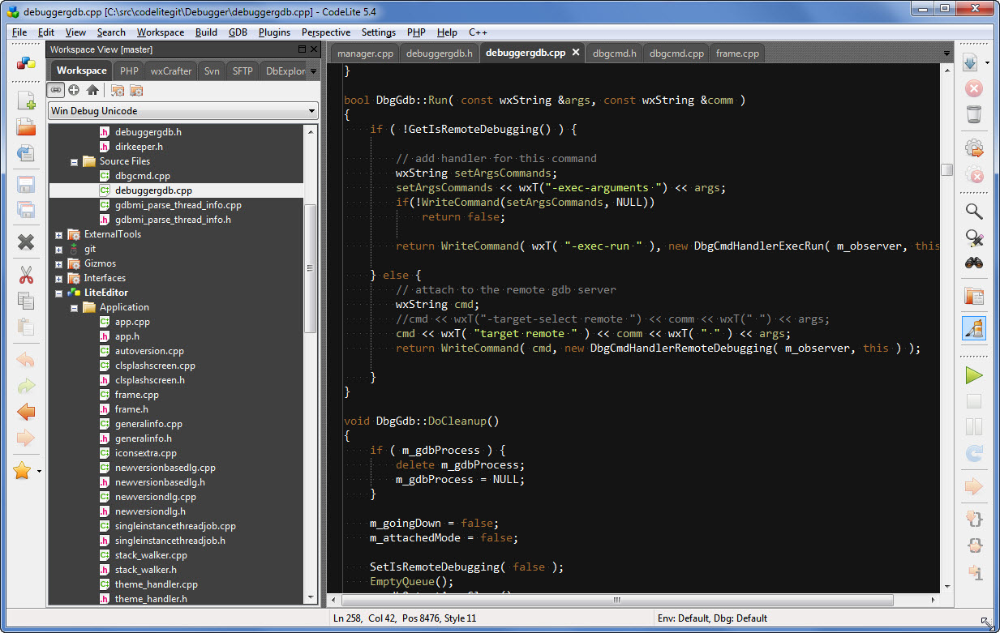 debuggergdb.cpp [C:\src\codelitegit\Debugger\debuggergdb.cpp] - CodeLite 5.4
File Edit View Search Workspace Build GDB Plugins Perspective Settings PHP Help C++
Workspace View [master]
Workspace PHP wxCrafter Svn SFTP DbExplor
Win Debug Unicode
debuggergdb.h
dirkeeper.h
Source Files
dbgcmd.cpp
debuggergdb.cpp
gdbmi_parse_thread_info.cpp
gdbmi_parse_thread_info.h
ExternalTools
git
Gizmos
Interfaces
LiteEditor
Application
app.cpp
app.h
autoversion.cpp
clsplashscreen.cpp
clsplashscreen.h
frame.cpp
frame.h
generalinfo.cpp
generalinfo.h
iconsextra.cpp
newversionbasedlg.cpp
newversionbasedlg.h
newversiondlg.cpp
newversiondlg.h
singleinstancethreadjob.cpp
singleinstancethreadjob.h
stack_walker.cpp
stack_walker.h
theme_handler.cpp
theme_handler.h
manager.cpp debuggergdb.h debuggergdb.cpp dbgcmd.h dbgcmd.cpp frame.cpp
}
bool DbgGdb::Run( const wxString &args, const wxString &comm )
{
if ( !GetIsRemoteDebugging() ) {
// add handler for this command
wxString setArgsCommands;
setArgsCommands << wxT("-exec-arguments ") << args;
if(!WriteCommand(setArgsCommands, NULL))
return false;
return WriteCommand( wxT( "-exec-run " ), new DbgCmdHandlerExecRun( m_observer, this
} else {
// attach to the remote gdb server
wxString cmd;
//cmd << wxT("-target-select remote ") << comm << wxT(" ") << args;
cmd << wxT( "target remote " ) << comm << wxT( " " ) << args;
return WriteCommand( cmd, new DbgCmdHandlerRemoteDebugging( m_observer, this ) );
}
}
void DbgGdb::DoCleanup()
{
if ( m_gdbProcess ) {
delete m_gdbProcess;
m_gdbProcess = NULL;
}
m_goingDown = false;
m_attachedMode = false;
SetIsRemoteDebugging( false );
EmptyQueue();
Ln 258, Col 42, Pos 8476, Style 11
Env: Default, Dbg: Default